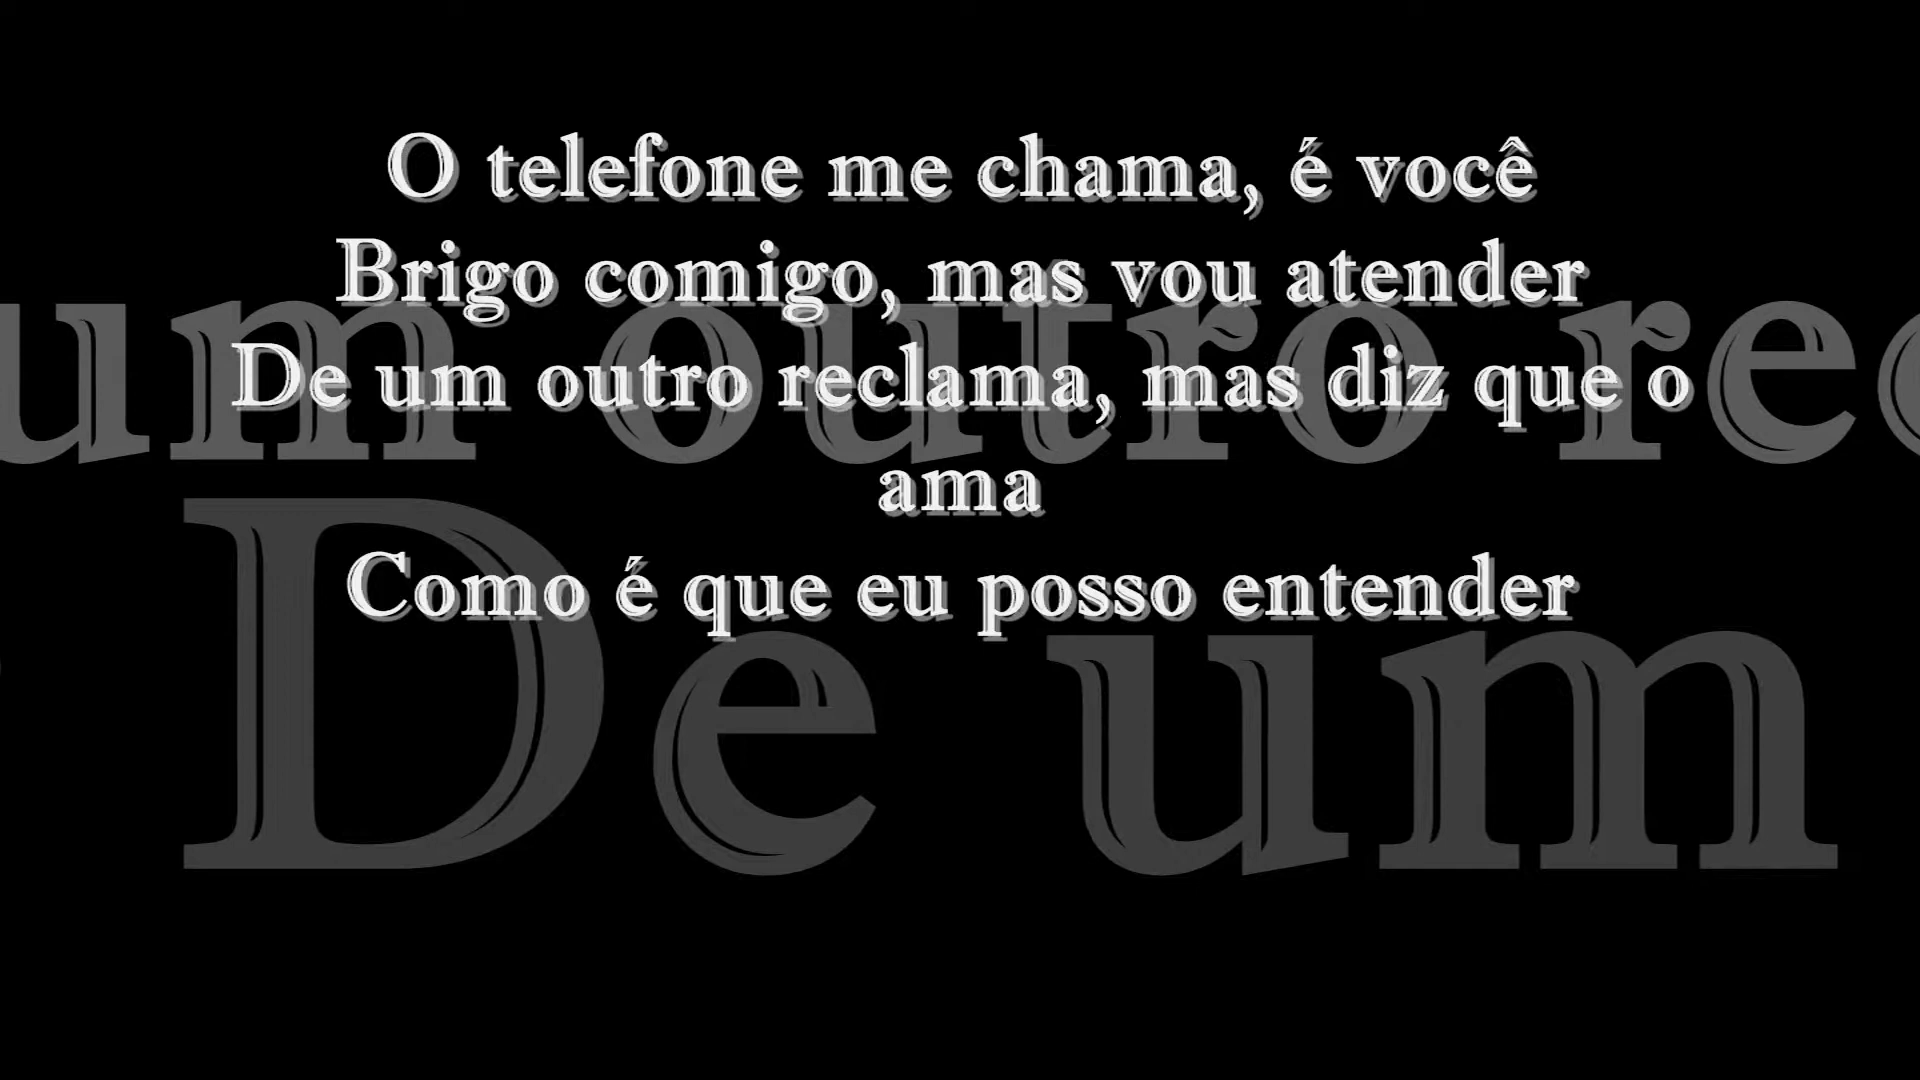 O telefone me chama, é você
Brigo comigo, mas vou atender
De um outro reclama, mas diz que o
ama
Como é que eu posso entender
um outro rec
De um